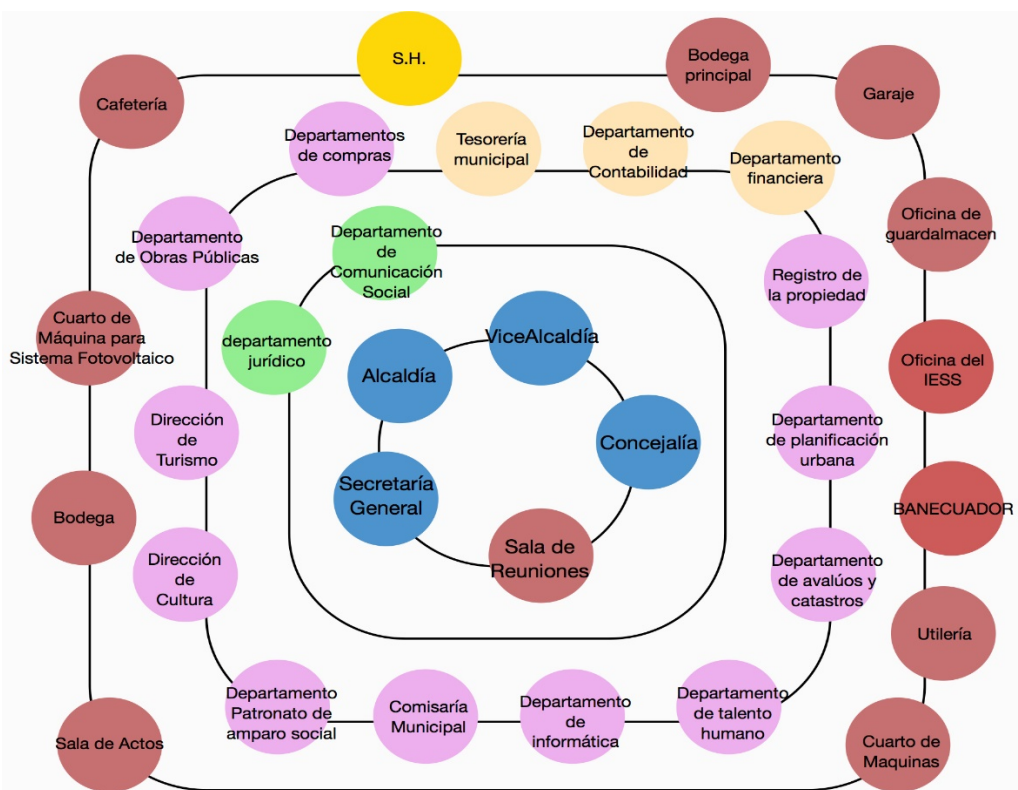 S.H.
Bodega
principal
Cafetería
Garaje
Departamentos
de compras
Tesorería
municipal
Departamento
de
Contabilidad
Departamento
financiera
Departamento
de Obras Públicas
Departamento
de
Comunicación
Social
Oficina de
guardalmacen
Registro de
la propiedad
Cuarto de
Máquina para
Sistema Fotovoltaico
departamento
jurídico
ViceAlcaldía
Alcaldía
Oficina del
IESS
Dirección
de
Turismo
Concejalía
Departamento
de planificación
urbana
Secretaría
General
Bodega
BANECUADOR
Sala de
Reuniones
Dirección
de
Cultura
Departamento
de avalúos y
catastros
Utilería
Departamento
Patronato de
amparo social
Comisaría
Municipal
Departamento
de
informática
Departamento
de talento
humano
Sala de Actos
Cuarto de
Maquinas